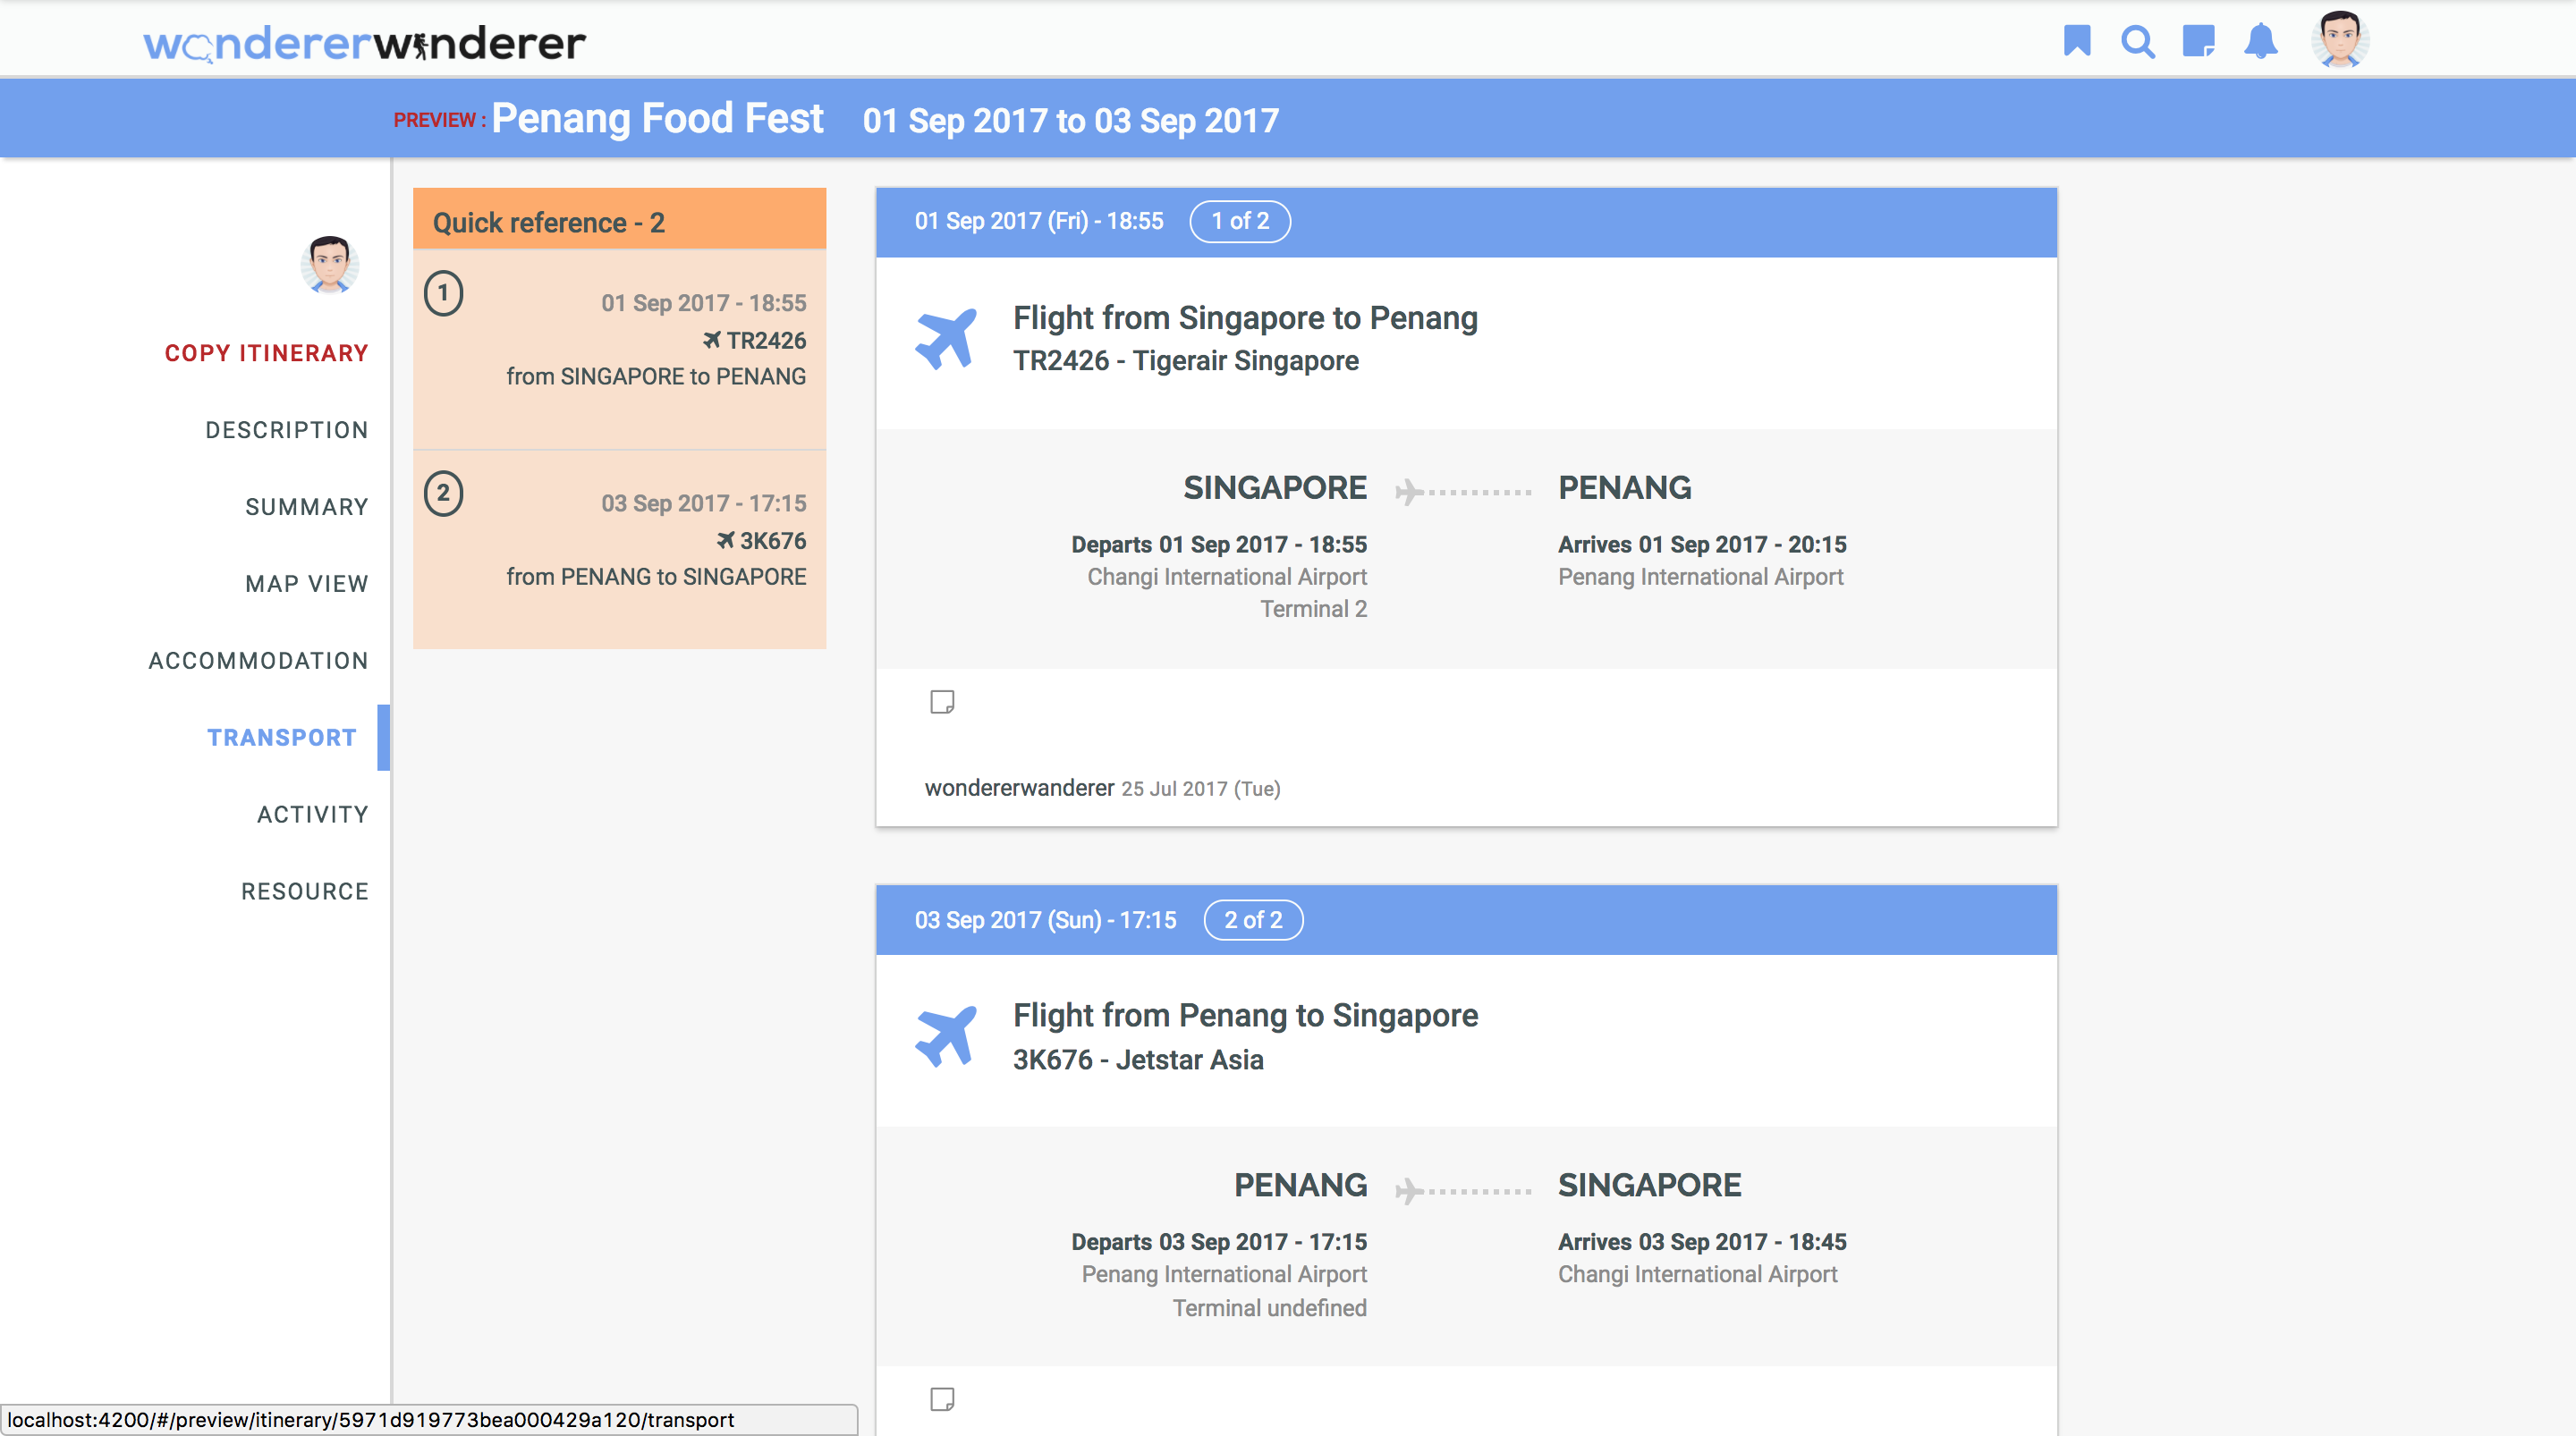 wondererwanderer
PREVIEW : Penang Food Fest 01 Sep 2017 to 03 Sep 2017
COPY ITINERARY
DESCRIPTION
SUMMARY
MAP VIEW
ACCOMMODATION
TRANSPORT
ACTIVITY
RESOURCE
Quick reference - 2
1
01 Sep 2017 - 18:55
TR2426
from SINGAPORE to PENANG
2
03 Sep 2017 - 17:15
3K676
from PENANG to SINGAPORE
01 Sep 2017 (Fri) - 18:55 1 of 2
Flight from Singapore to Penang
TR2426 - Tigerair Singapore
SINGAPORE
Departs 01 Sep 2017 - 18:55
Changi International Airport
Terminal 2
PENANG
Arrives 01 Sep 2017 - 20:15
Penang International Airport
wondererwanderer 25 Jul 2017 (Tue)
03 Sep 2017 (Sun) - 17:15 2 of 2
Flight from Penang to Singapore
3K676 - Jetstar Asia
PENANG
Departs 03 Sep 2017 - 17:15
Penang International Airport
Terminal undefined
SINGAPORE
Arrives 03 Sep 2017 - 18:45
Changi International Airport
localhost:4200/#/preview/itinerary/5971d919773bea000429a120/transport